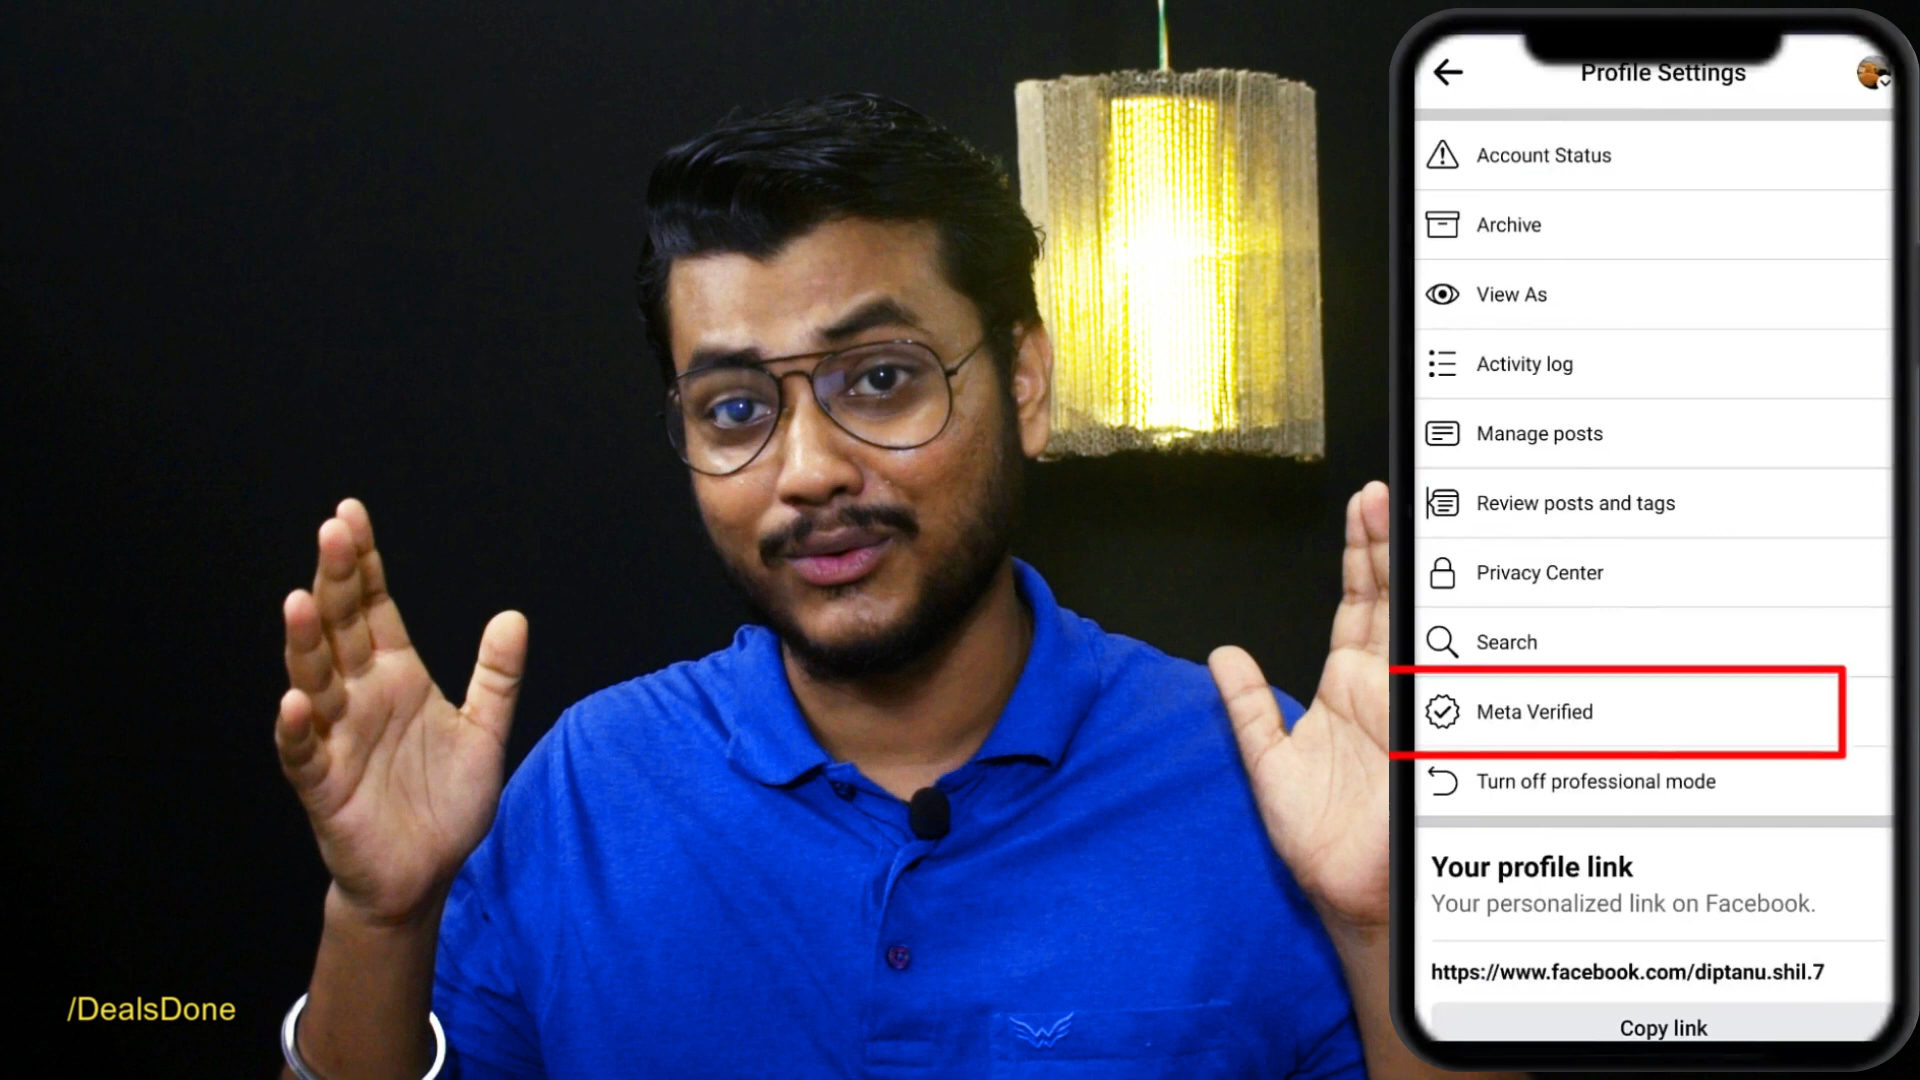 Profile Settings
Account Status
Archive
View As
Activity log
Manage posts
Review posts and tags
Privacy Center
Search
Meta Verified
Turn off professional mode
Your profile link
Your personalized link on Facebook.
https://www.facebook.com/diptanu.shil.7
Copy link
/DealsDone